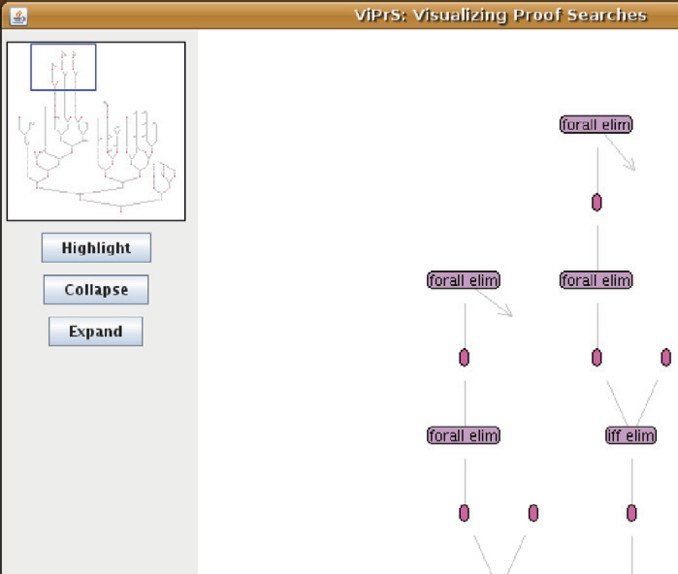 ViPrS: Visualizing Proof Searches
Highlight
Collapse
Expand
forall elim
forall elim
forall elim
forall elim
iff elim